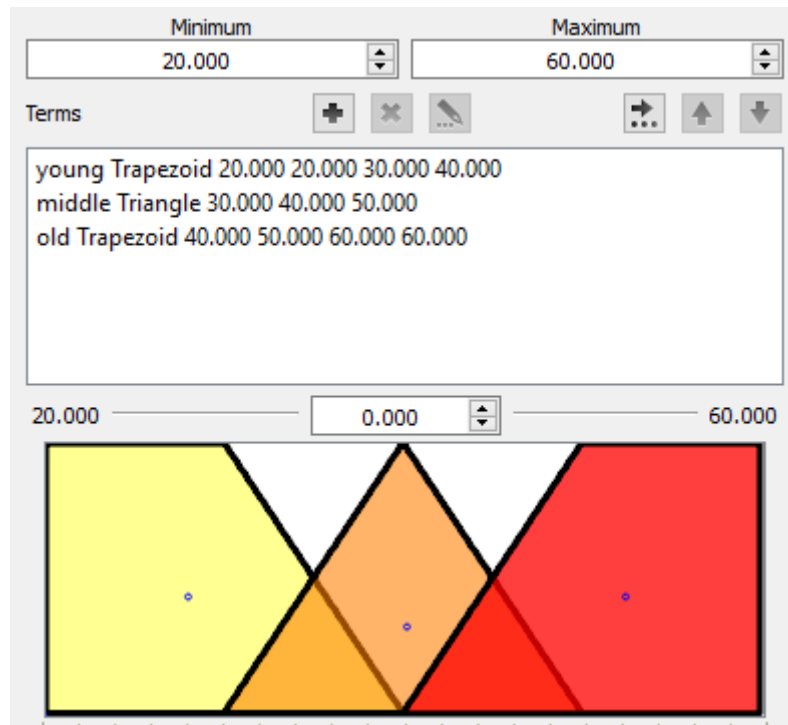 Minimum Maximum
20.000 60.000
Terms
young Trapezoid 20.000 20.000 30.000 40.000
middle Triangle 30.000 40.000 50.000
old Trapezoid 40.000 50.000 60.000 60.000
20.000 0.000 60.000